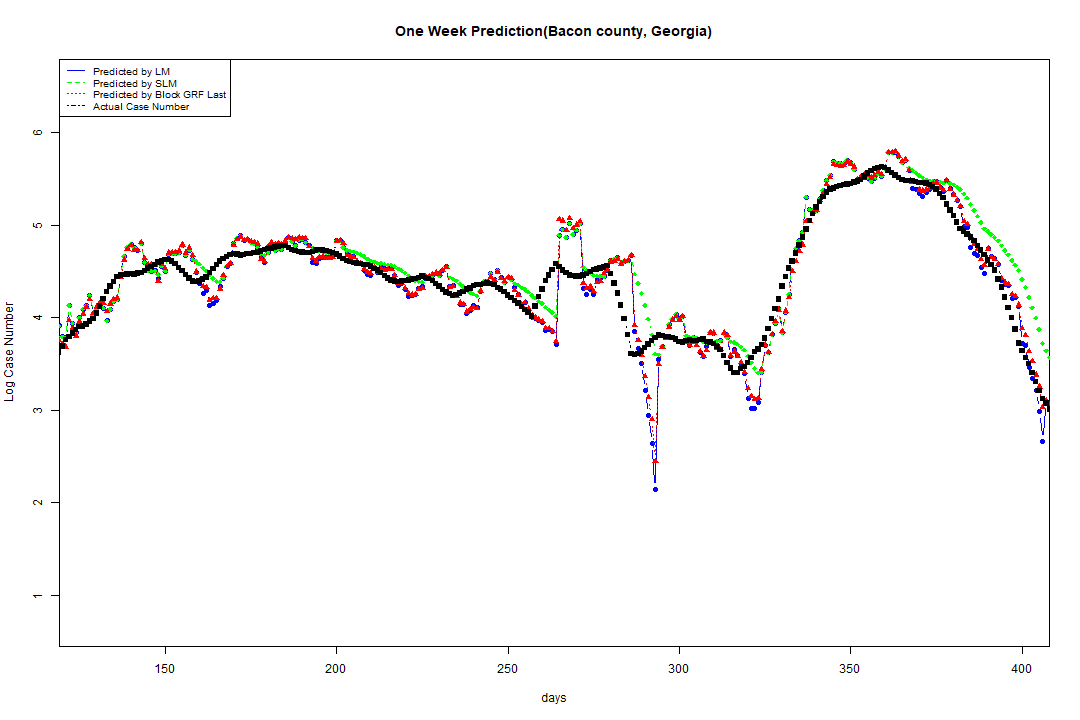 One Week Prediction(Bacon county, Georgia)
Predicted by LM
Predicted by SLM
Predicted by Block GRF Last
Actual Case Number
6
5
4
3
2
1
Log Case Number
150 200 250 300 350 400
days